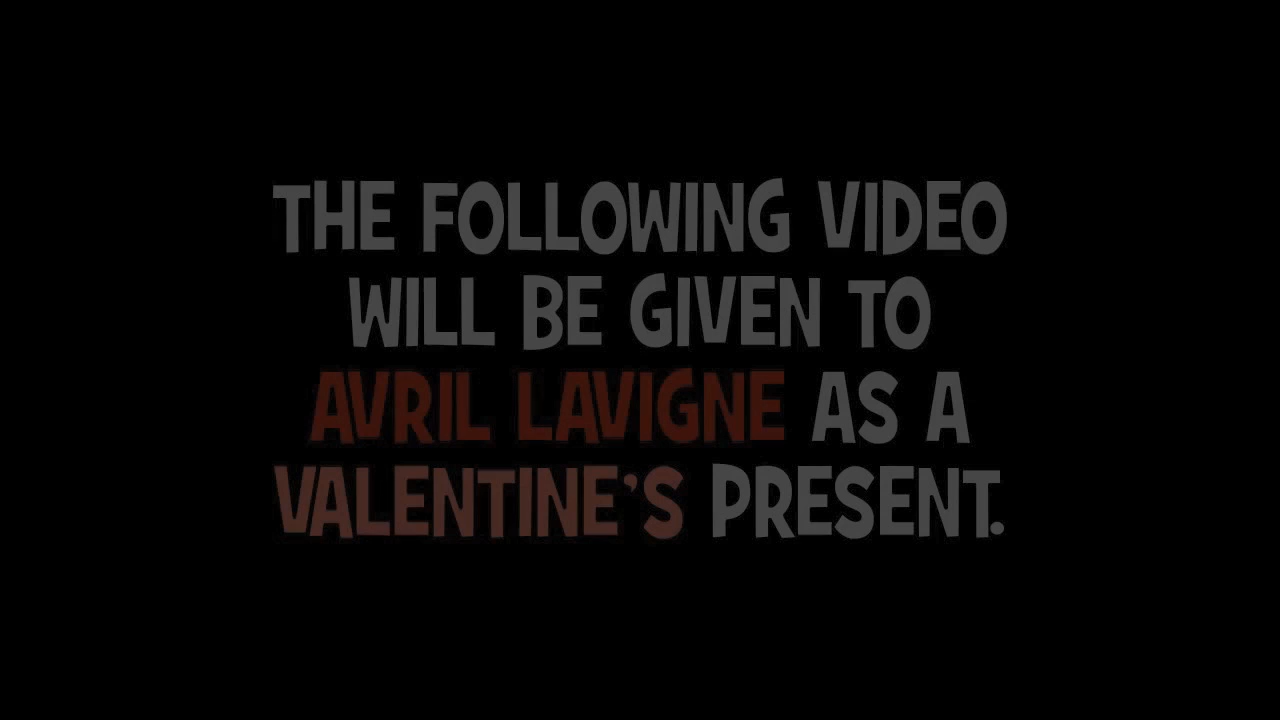 THE FOLLOWING VIDEO
WILL BE GIVEN TO
AVRIL LAVIGNE AS A
VALENTINE'S PRESENT.